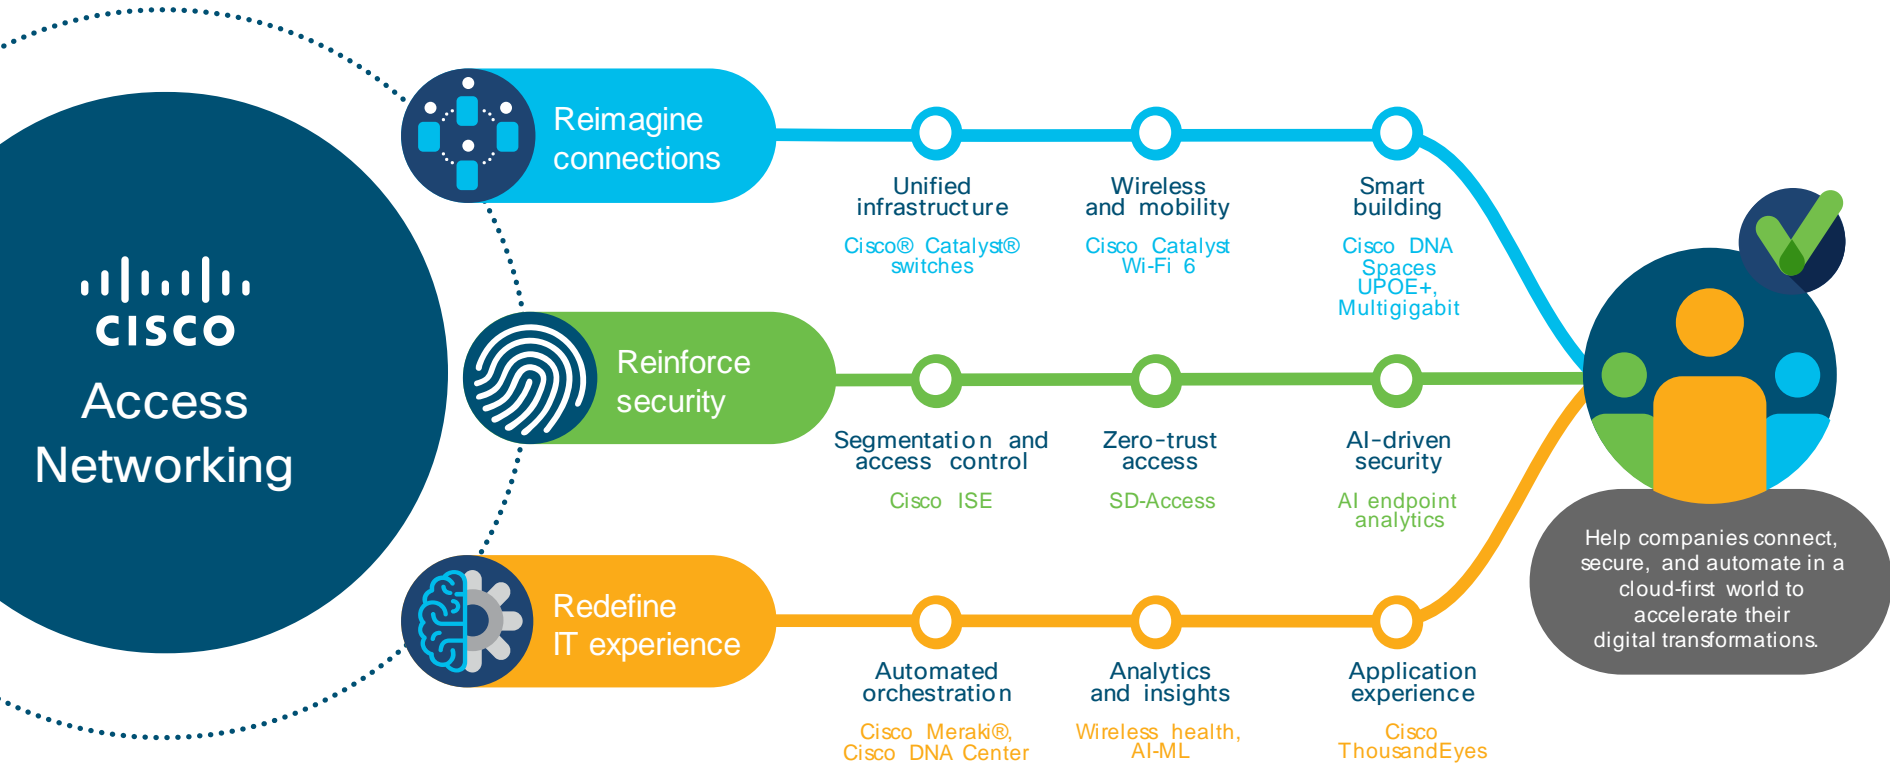 CISCO
Access
Networking
Reimagine
connections
Unified
infrastructure
Cisco® Catalyst®
switches
Wireless
and mobility
Cisco Catalyst
Wi-Fi 6
Smart
building
Cisco DNA
Spaces
UPOE+,
Multigigabit
Reinforce
security
Segmentation and
access control
Cisco ISE
Zero-trust
access
SD-Access
AI-driven
security
AI endpoint
analytics
Redefine
IT experience
Automated
orchestration
Cisco Meraki®,
Cisco DNA Center
Analytics
and insights
Wireless health,
AI-ML
Application
experience
Cisco
ThousandEyes
Help companies connect,
secure, and automate in a
cloud-first world to
accelerate their
digital transformations.